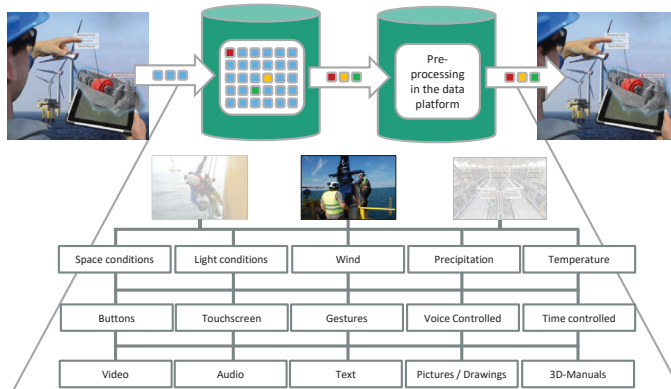 Pre-
processing
in the data
platform
Space conditions
Light conditions
Wind
Precipitation
Temperature
Buttons
Touchscreen
Gestures
Voice Controlled
Time controlled
Video
Audio
Text
Pictures / Drawings
3D-Manuals